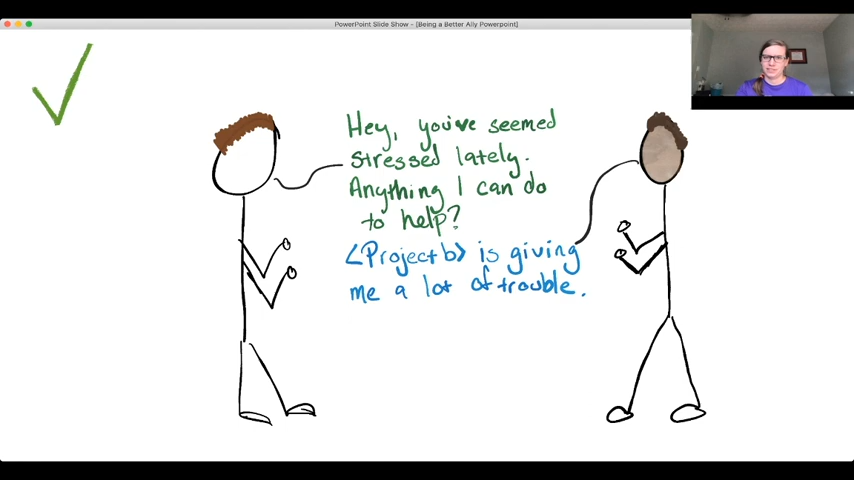 PowerPoint Slide Show - [Being a Better Ally Powerpoint]
Hey, you've seemed
stressed lately.
Anything I can do
to help?
<Project b> is giving
me a lot of trouble.